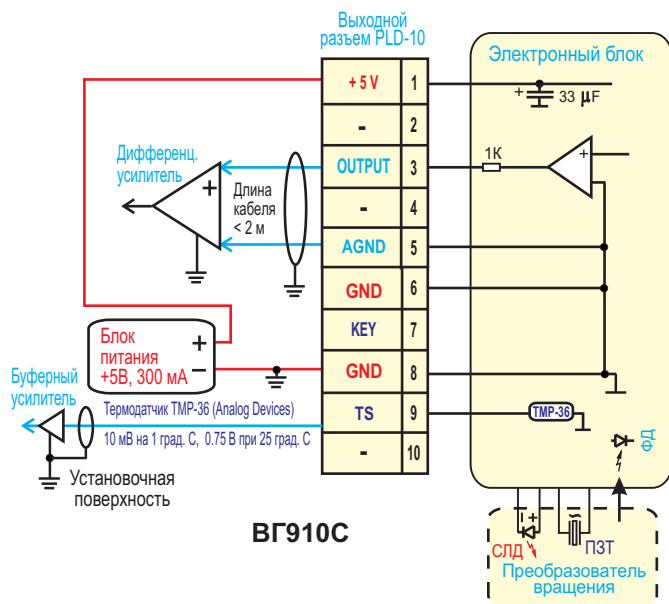 Выходной
разъем PLD-10
Электронный блок
+ 5 V 1
33 µF
+
- 2
Дифференц.
усилитель
OUTPUT 3
1К
+
+
Длина
кабеля
< 2 м
- 4
AGND 5
GND 6
KEY 7
Блок
питания
+5В, 300 мА
+
–
GND 8
Буферный
усилитель
Термодатчик TMP-36 (Analog Devices)
10 мВ на 1 град. С, 0.75 В при 25 град. С
TS 9
TMP-36
ФД
- 10
Установочная
поверхность
ВГ910С
– +
СЛД
ПЗТ
Преобразователь
вращения